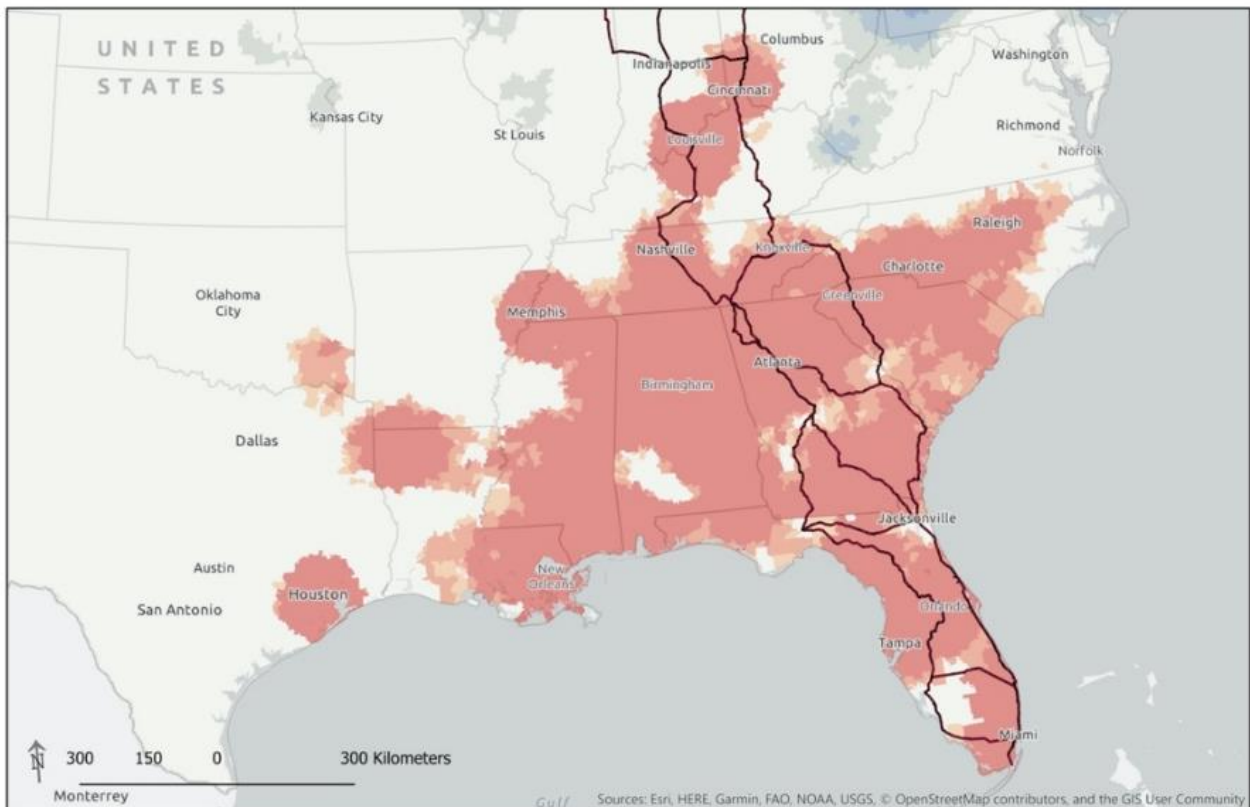 UNITED
STATES
Columbus
Indianapolis
Washington
Cincinnati
Kansas City
St Louis
Richmond
Louisville
Norfolk
Raleigh
Nashville
Knoxville
Charlotte
Oklahoma
City
Greenville
Memphis
Atlanta
Birmingham
Dallas
Jacksonville
Austin
New
Orleans
Houston
San Antonio
Orlando
Tampa
Miami
N
300 150 0 300 Kilometers
Monterrey
Gulf
Sources: Esri, HERE, Garmin, FAO, NOAA, USGS, © OpenStreetMap contributors, and the GIS User Community